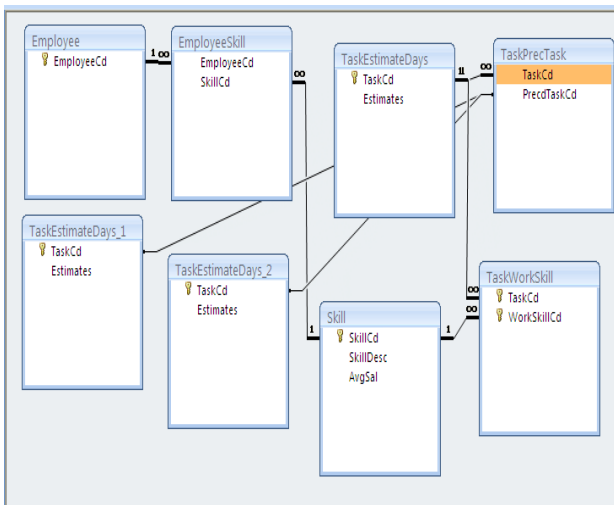 Employee
EmployeeCd
EmployeeSkill
EmployeeCd
SkillCd
TaskEstimateDays
TaskCd
Estimates
TaskPrecTask
TaskCd
PrecdTaskCd
1
∞
∞
11
∞
TaskEstimateDays_1
TaskCd
Estimates
TaskEstimateDays_2
TaskCd
Estimates
Skill
SkillCd
SkillDesc
AvgSal
TaskWorkSkill
TaskCd
WorkSkillCd
∞
∞
1
1